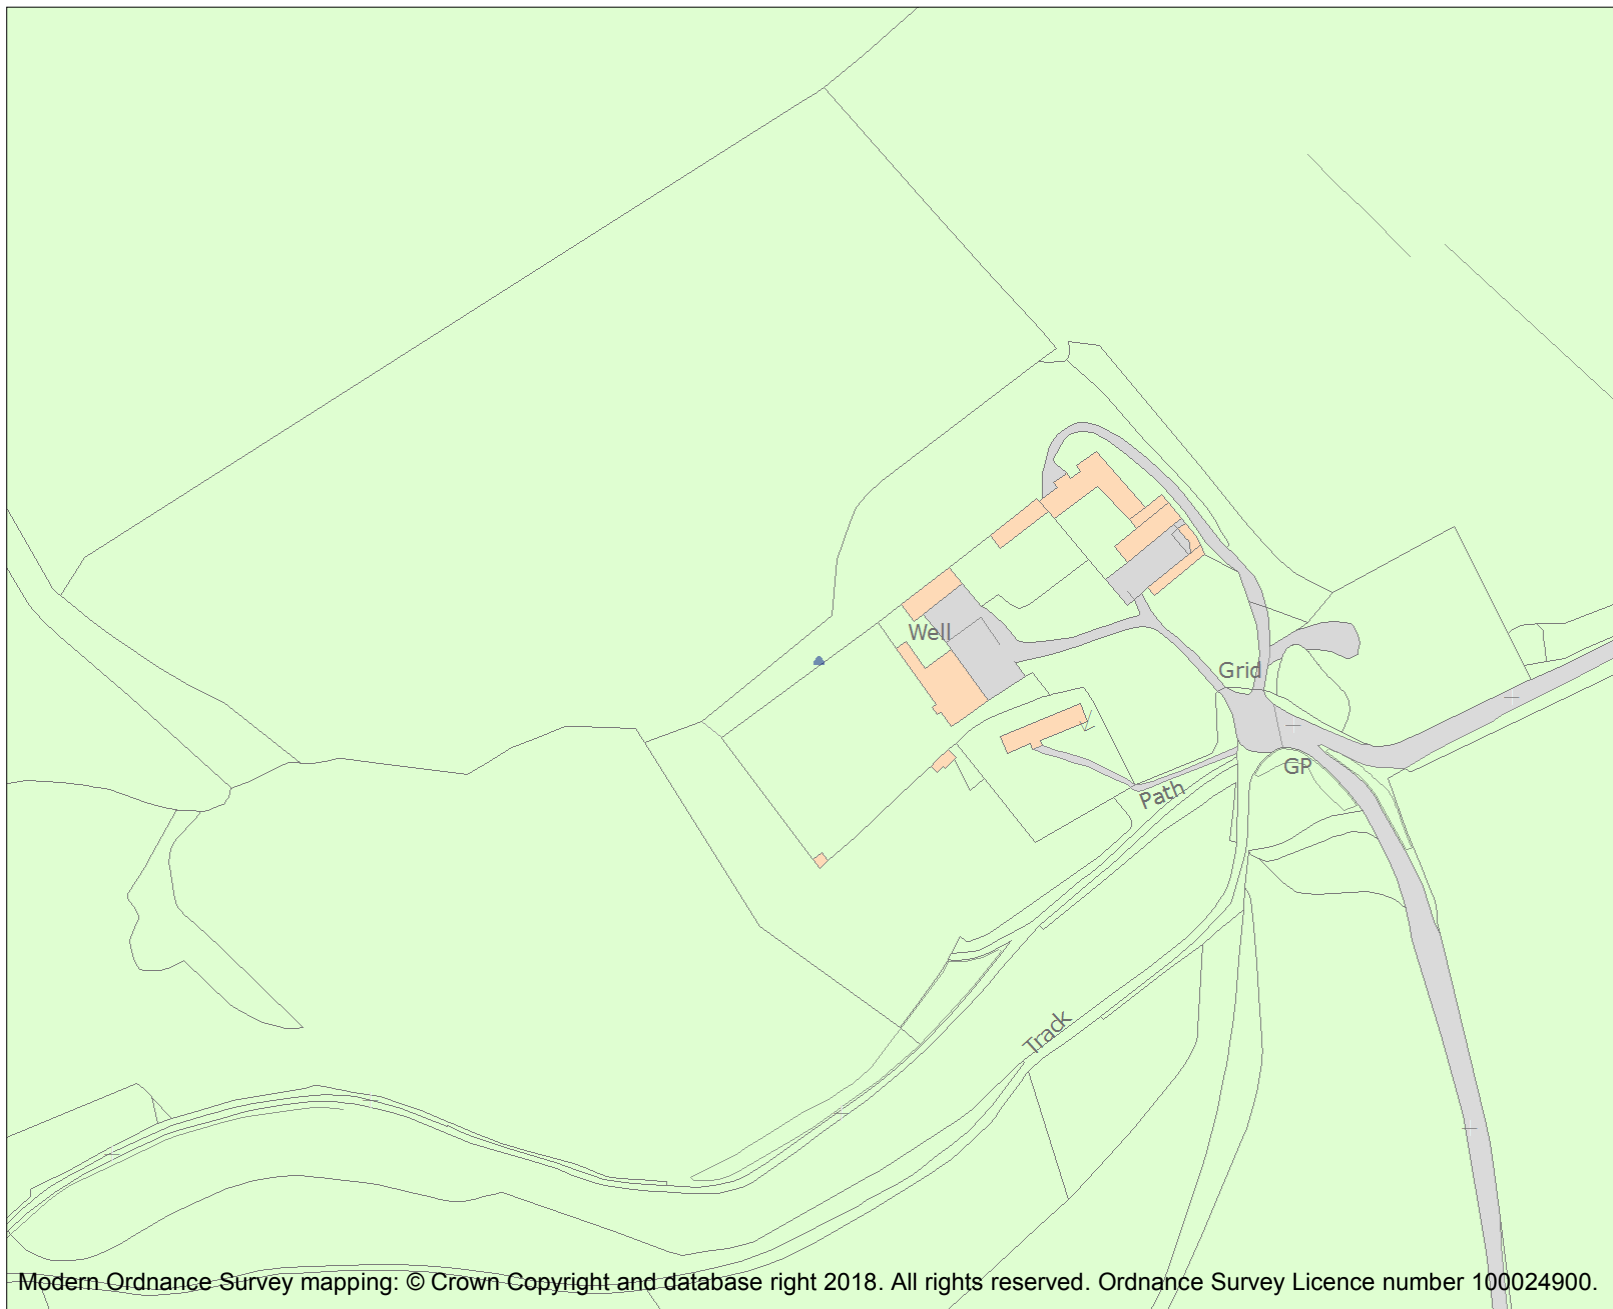 Well
Grid
GP
Path
Track
Modern Ordnance Survey mapping: © Crown Copyright and database right 2018. All rights reserved. Ordnance Survey Licence number 100024900.